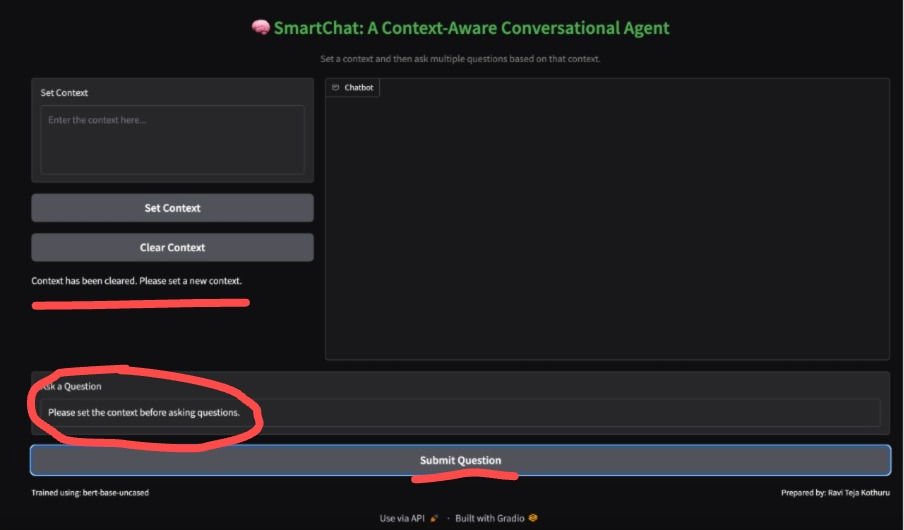 🧠 SmartChat: A Context-Aware Conversational Agent
Set a context and then ask multiple questions based on that context.
Set Context
Enter the context here...
Set Context
Clear Context
Context has been cleared. Please set a new context.
Chatbot
Ask a Question
Please set the context before asking questions.
Submit Question
Trained using: bert-base-uncased
Prepared by: Ravi Teja Kothuru
Use via API 🚀 · Built with Gradio